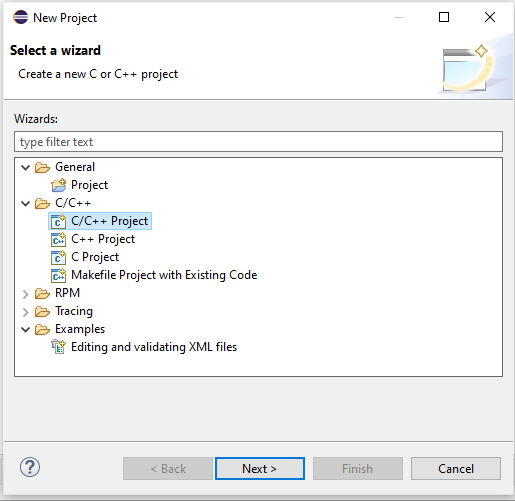 New Project
Select a wizard
Create a new C or C++ project
Wizards:
type filter text
General
Project
C/C++
C/C++ Project
C++ Project
C Project
Makefile Project with Existing Code
RPM
Tracing
Examples
Editing and validating XML files
? < Back Next > Finish Cancel